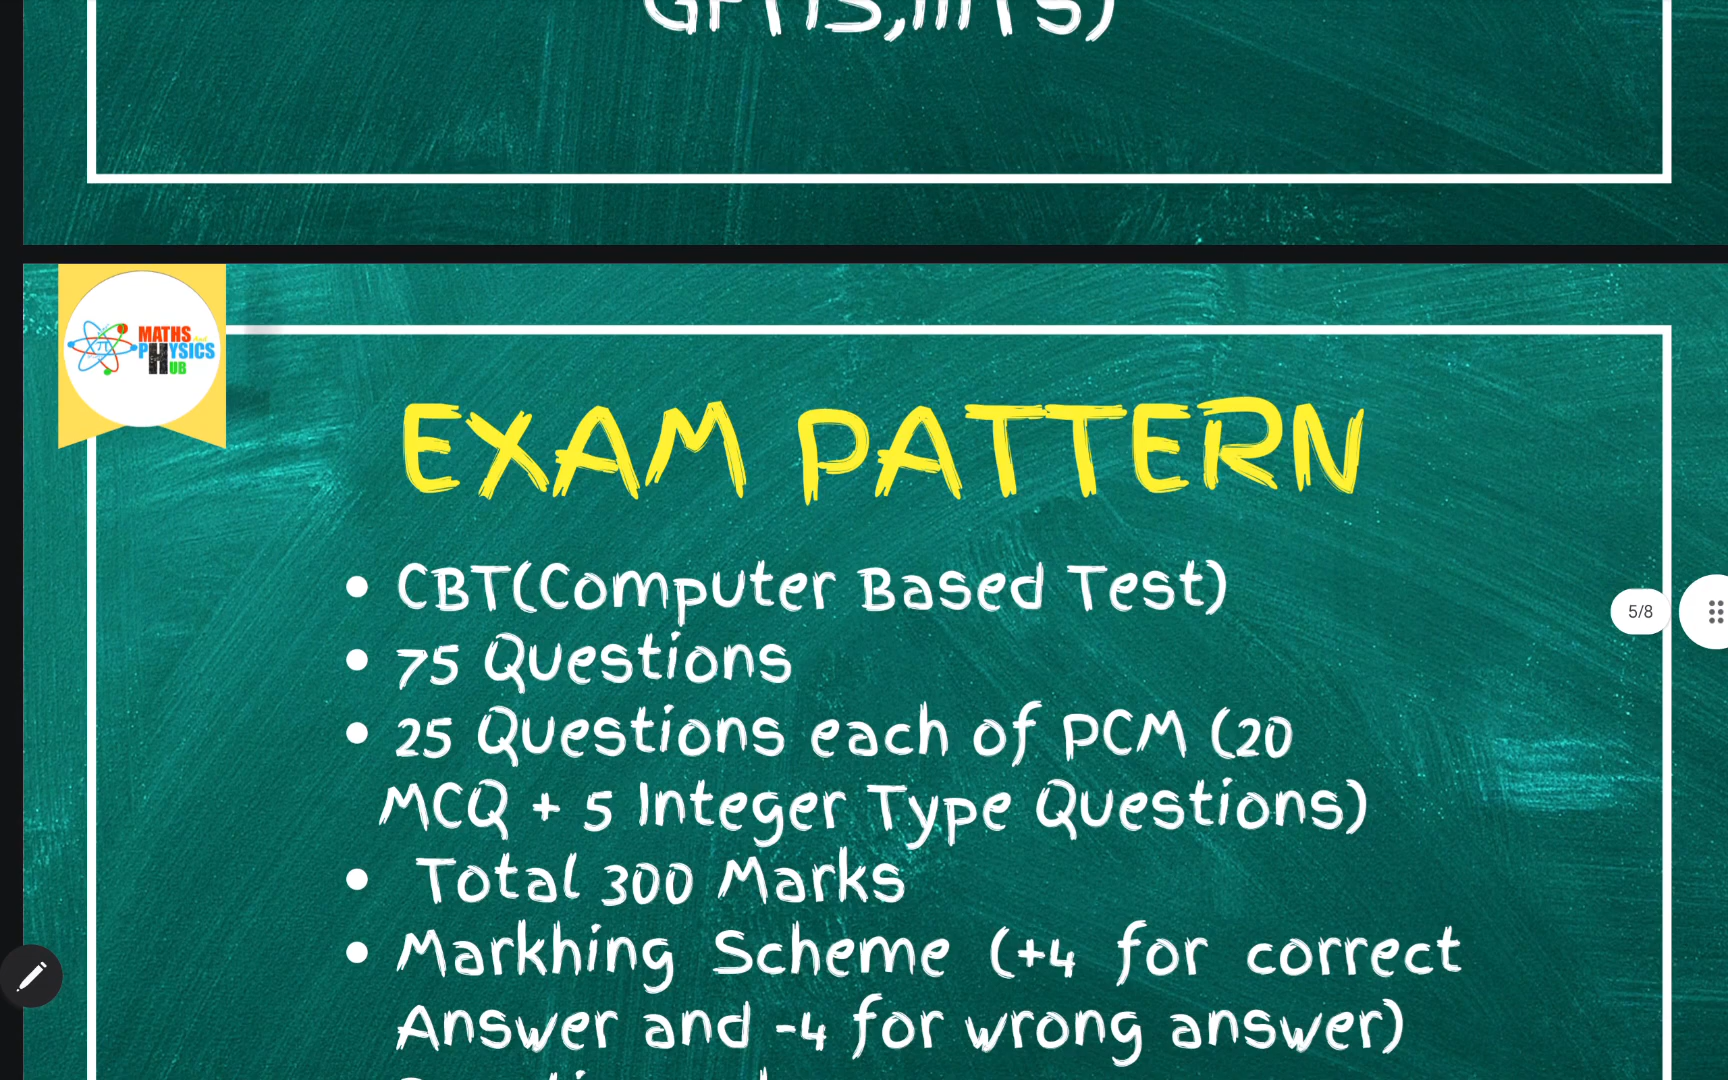 MATHS And
PHYSICS
HUB
EXAM PATTERN
• CBT(Computer Based Test)
• 75 Questions
• 25 Questions each of PCM (20
MCQ + 5 Integer Type Questions)
• Total 300 Marks
• Markhing Scheme (+4 for correct
Answer and -4 for wrong answer)
5/8